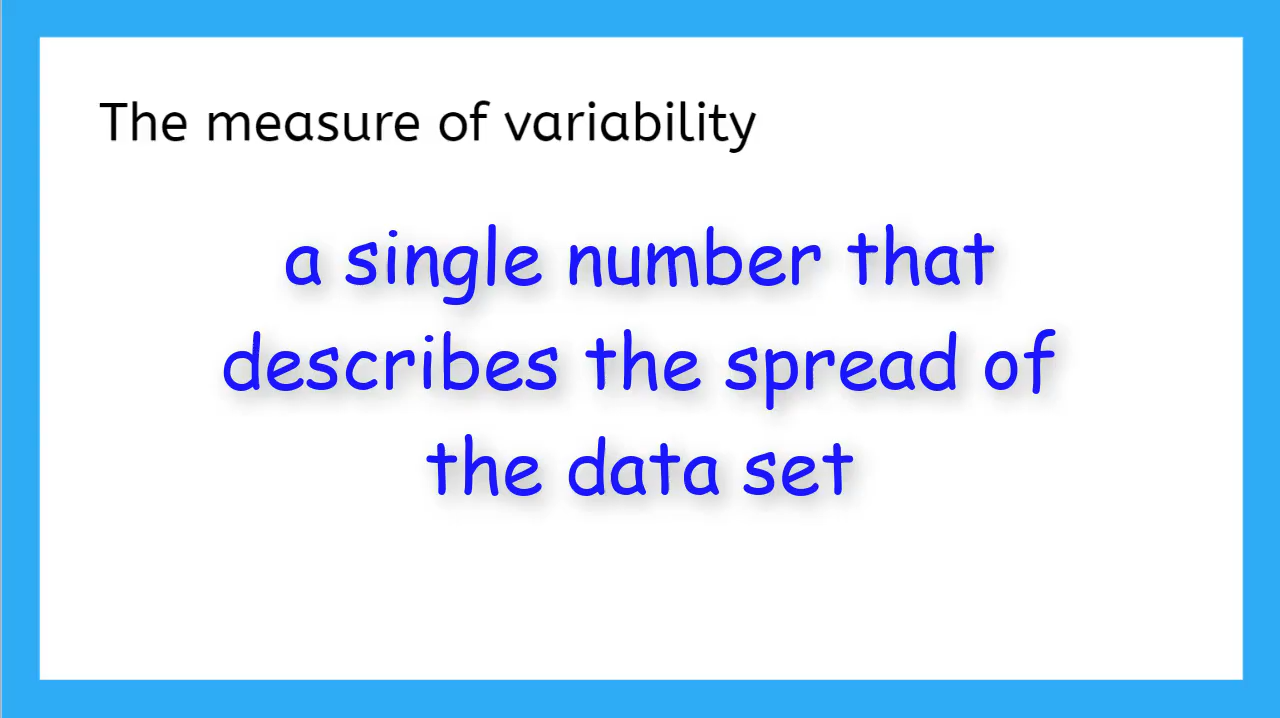 The measure of variability
a single number that
describes the spread of
the data set